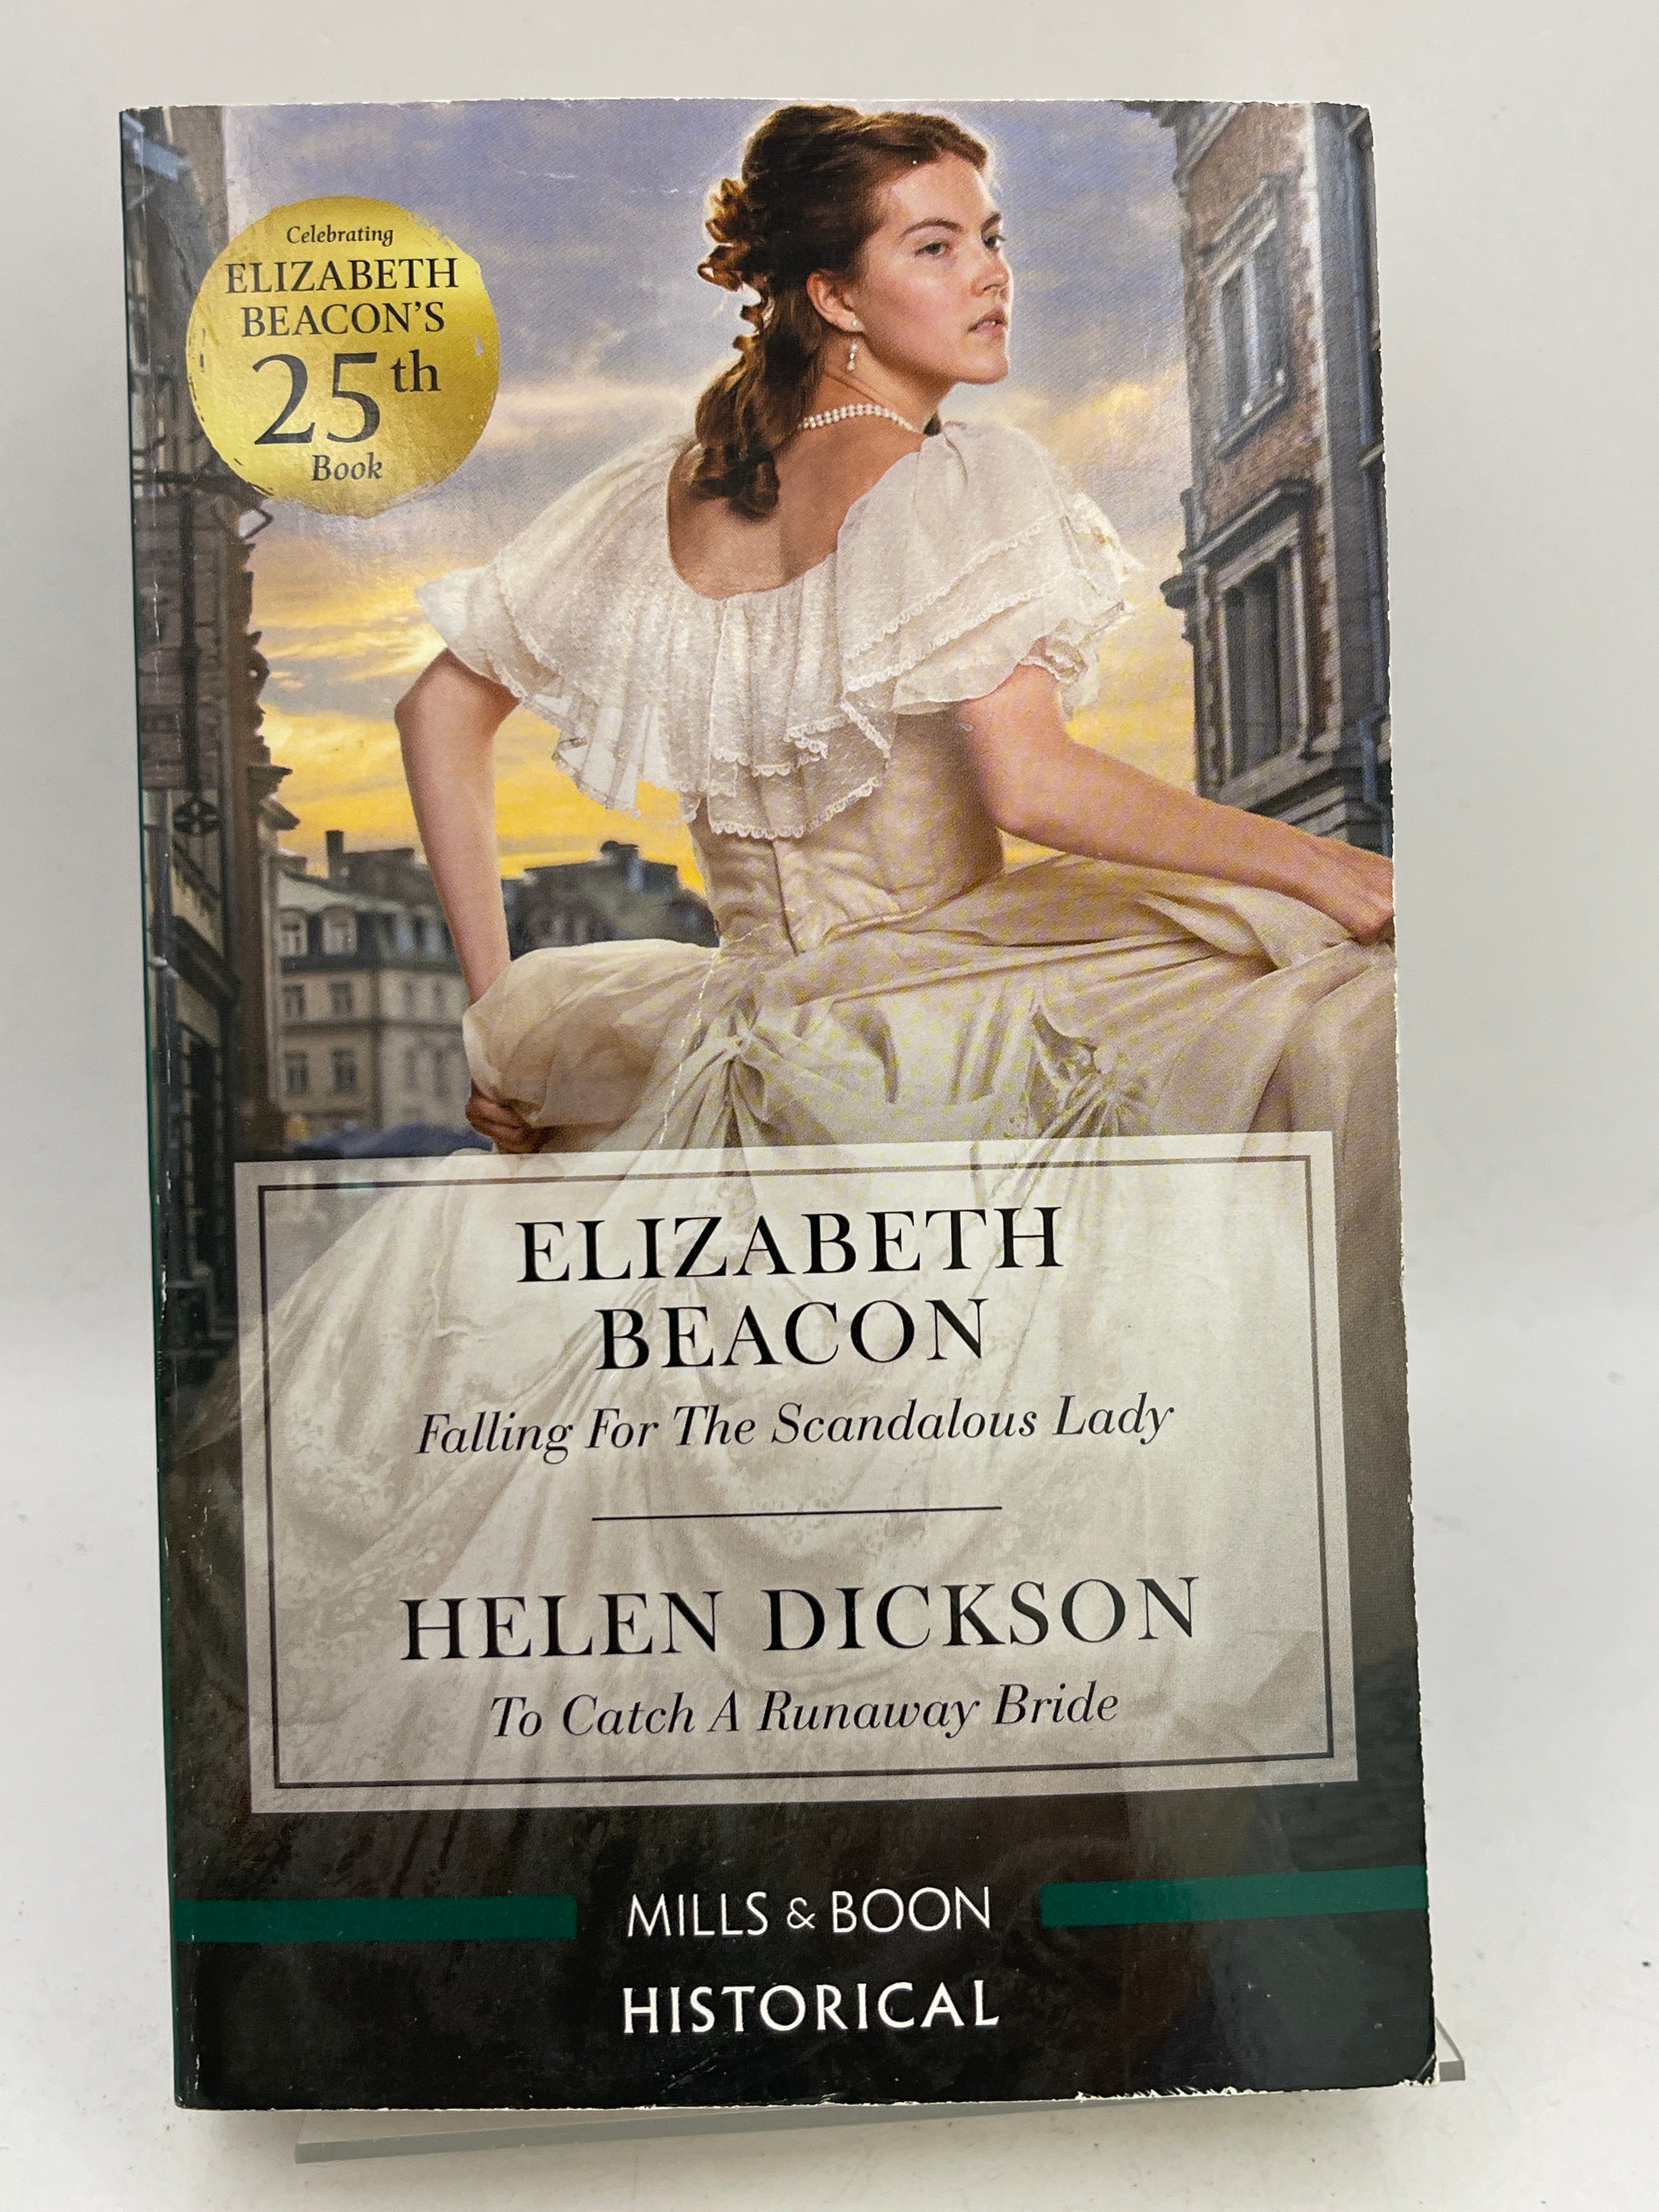 Celebrating
ELIZABETH
BEACON'S
25th
Book
ELIZABETH
BEACON
Falling For The Scandalous Lady
HELEN DICKSON
To Catch A Runaway Bride
MILLS & BOON
HISTORICAL